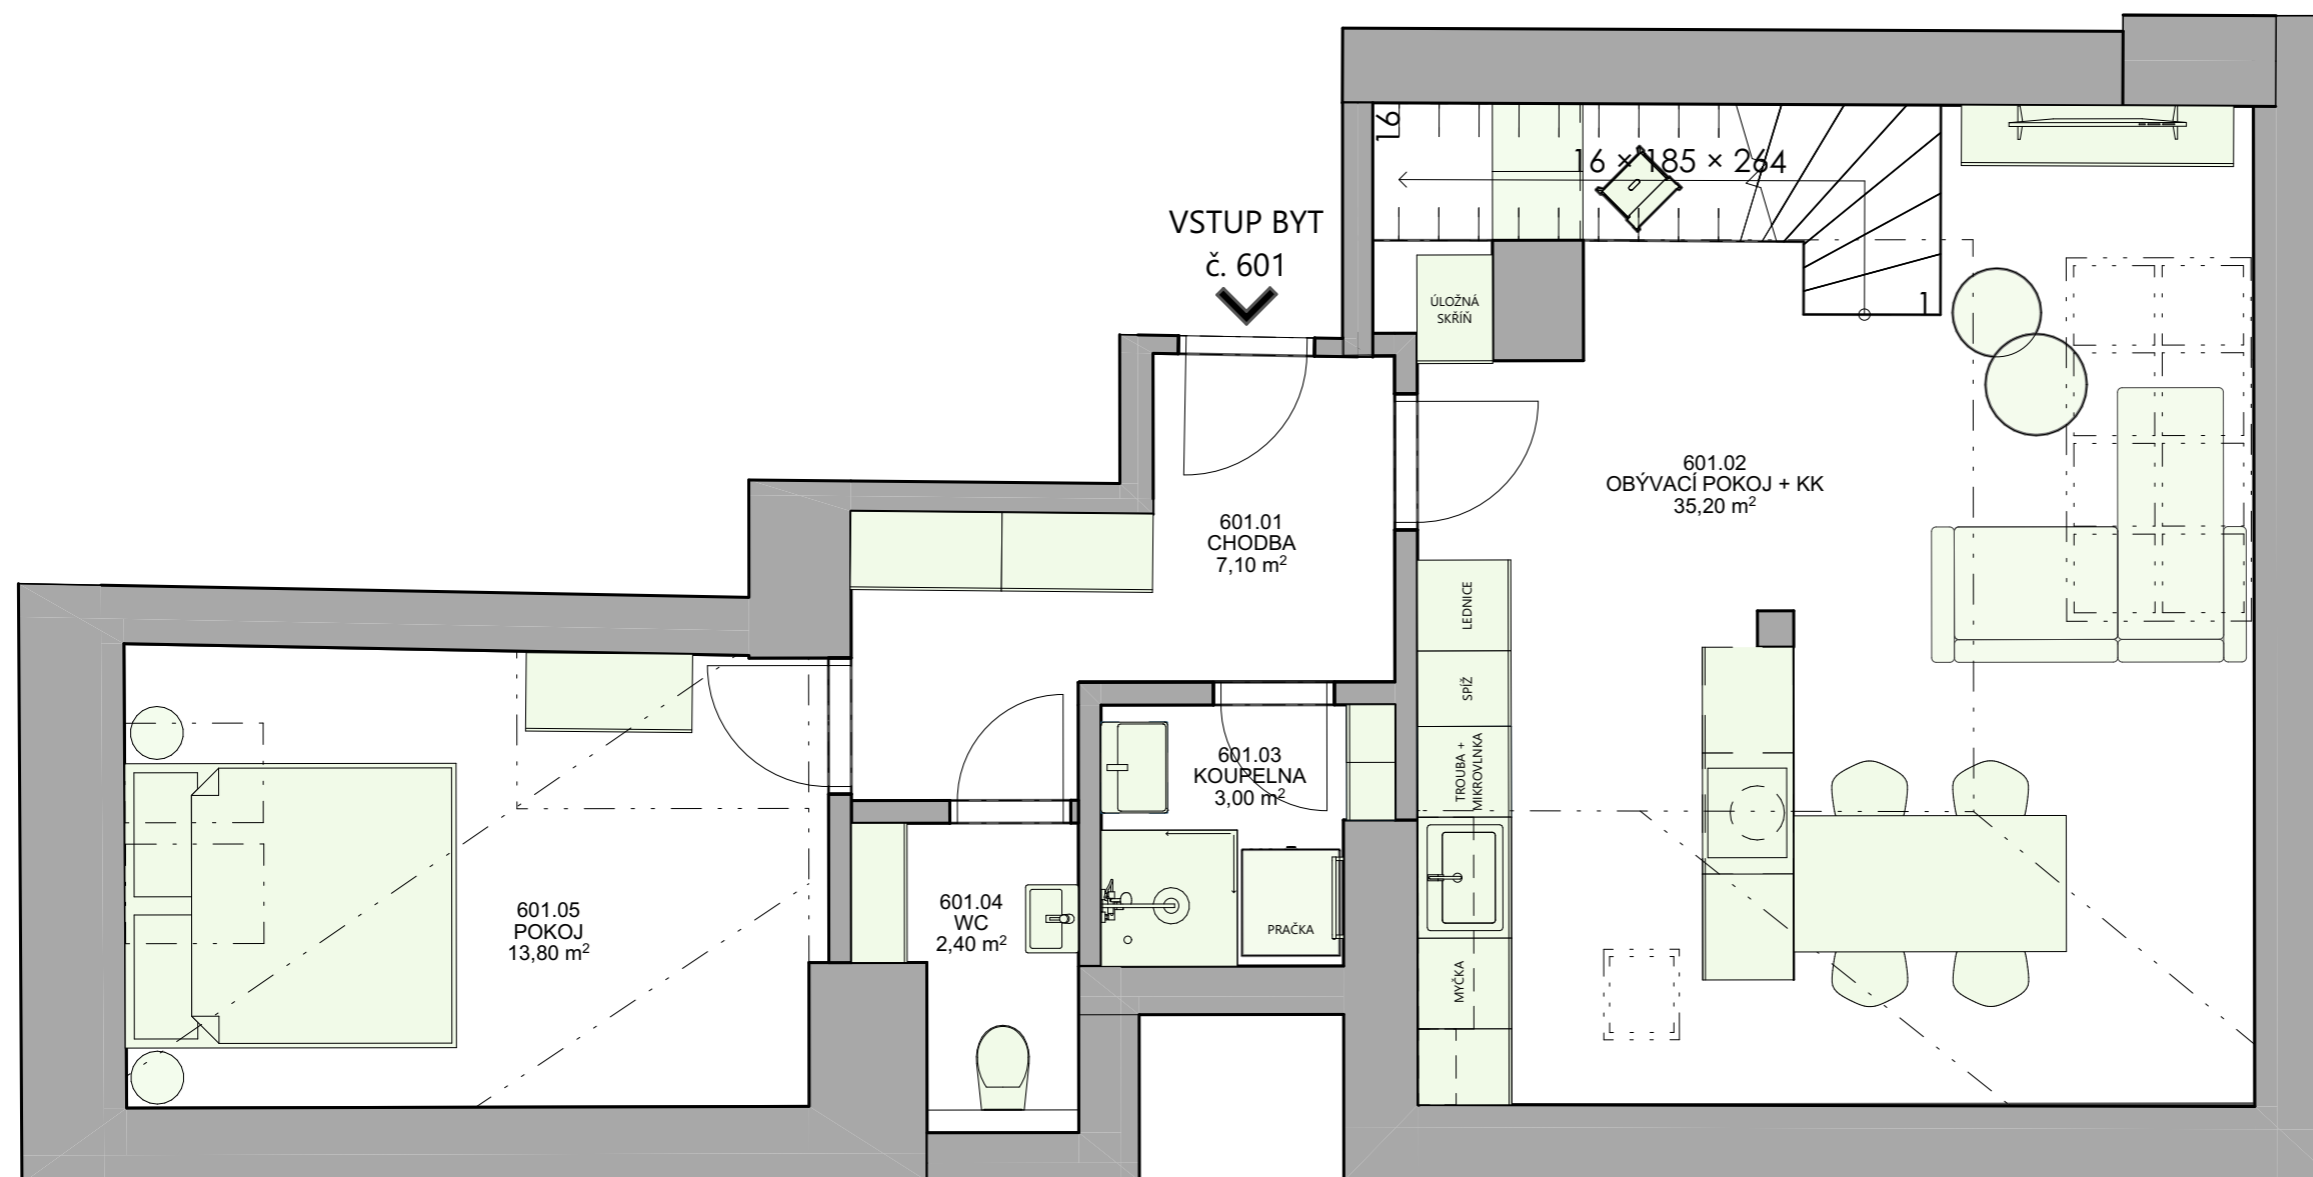 16
16 × 185 × 264
VSTUP BYT
č. 601
1
ÚLOŽNÁ
SKŘÍŇ
601.02
OBÝVACÍ POKOJ + KK
35,20 m²
601.01
CHODBA
7,10 m²
LEDNICE
SPÍŽ
TROUBA +
MIKROVLNKA
601.03
KOUPELNA
3,00 m²
601.04
WC
2,40 m²
601.05
POKOJ
13,80 m²
PRAČKA
MYČKA